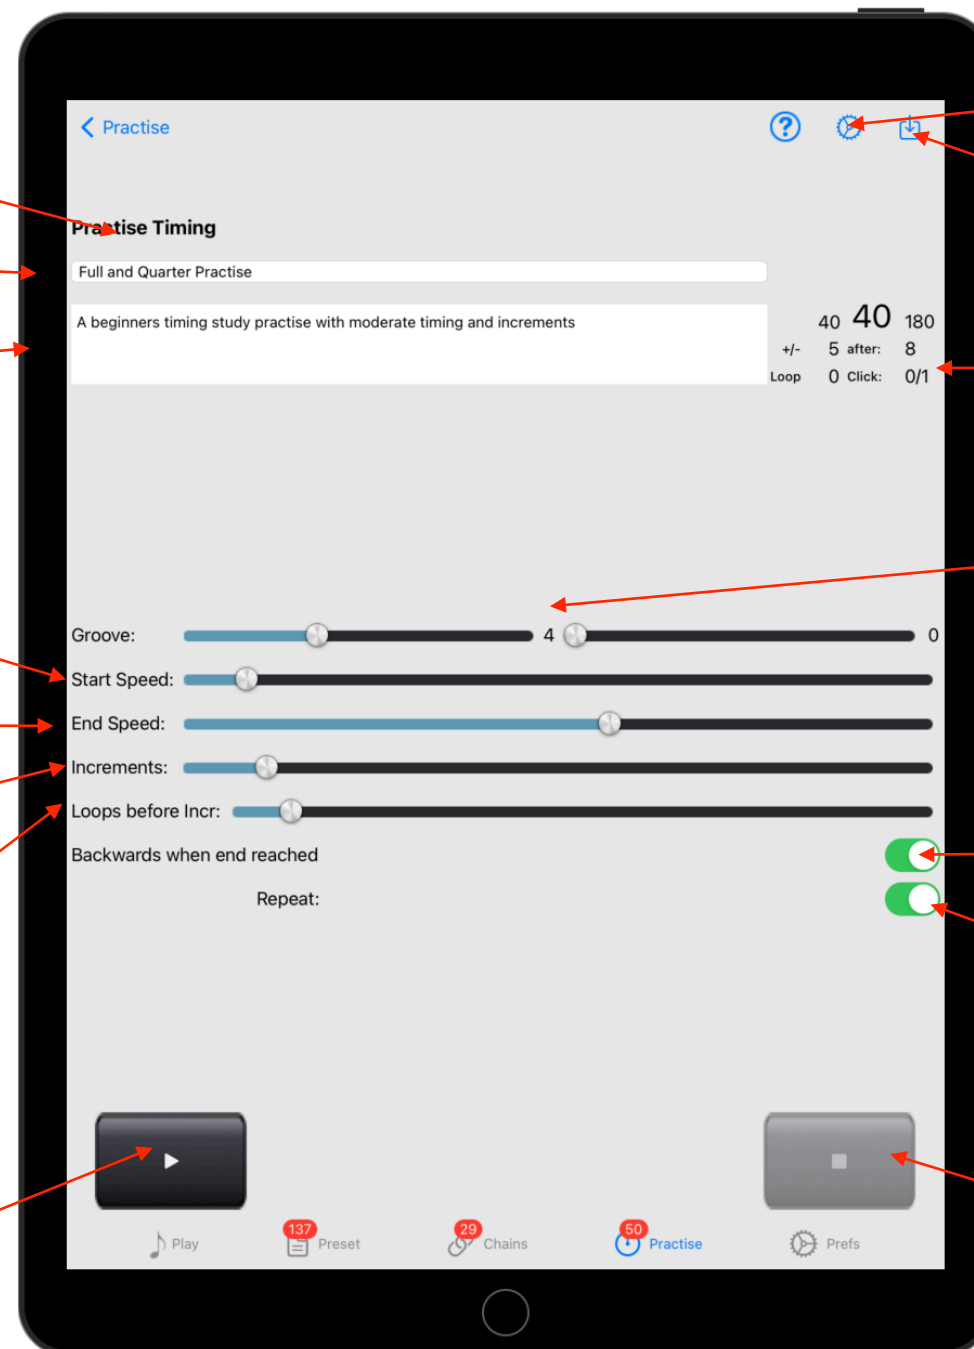 Practise
Practise Timing
Full and Quarter Practise
A beginners timing study practise with moderate timing and increments
40 40 180
+/- 5 after: 8
Loop 0 Click: 0/1
Groove: 4 0
Start Speed:
End Speed:
Increments:
Loops before Incr:
Backwards when end reached
Repeat:
137 29 50
Play Preset Chains Practise Prefs